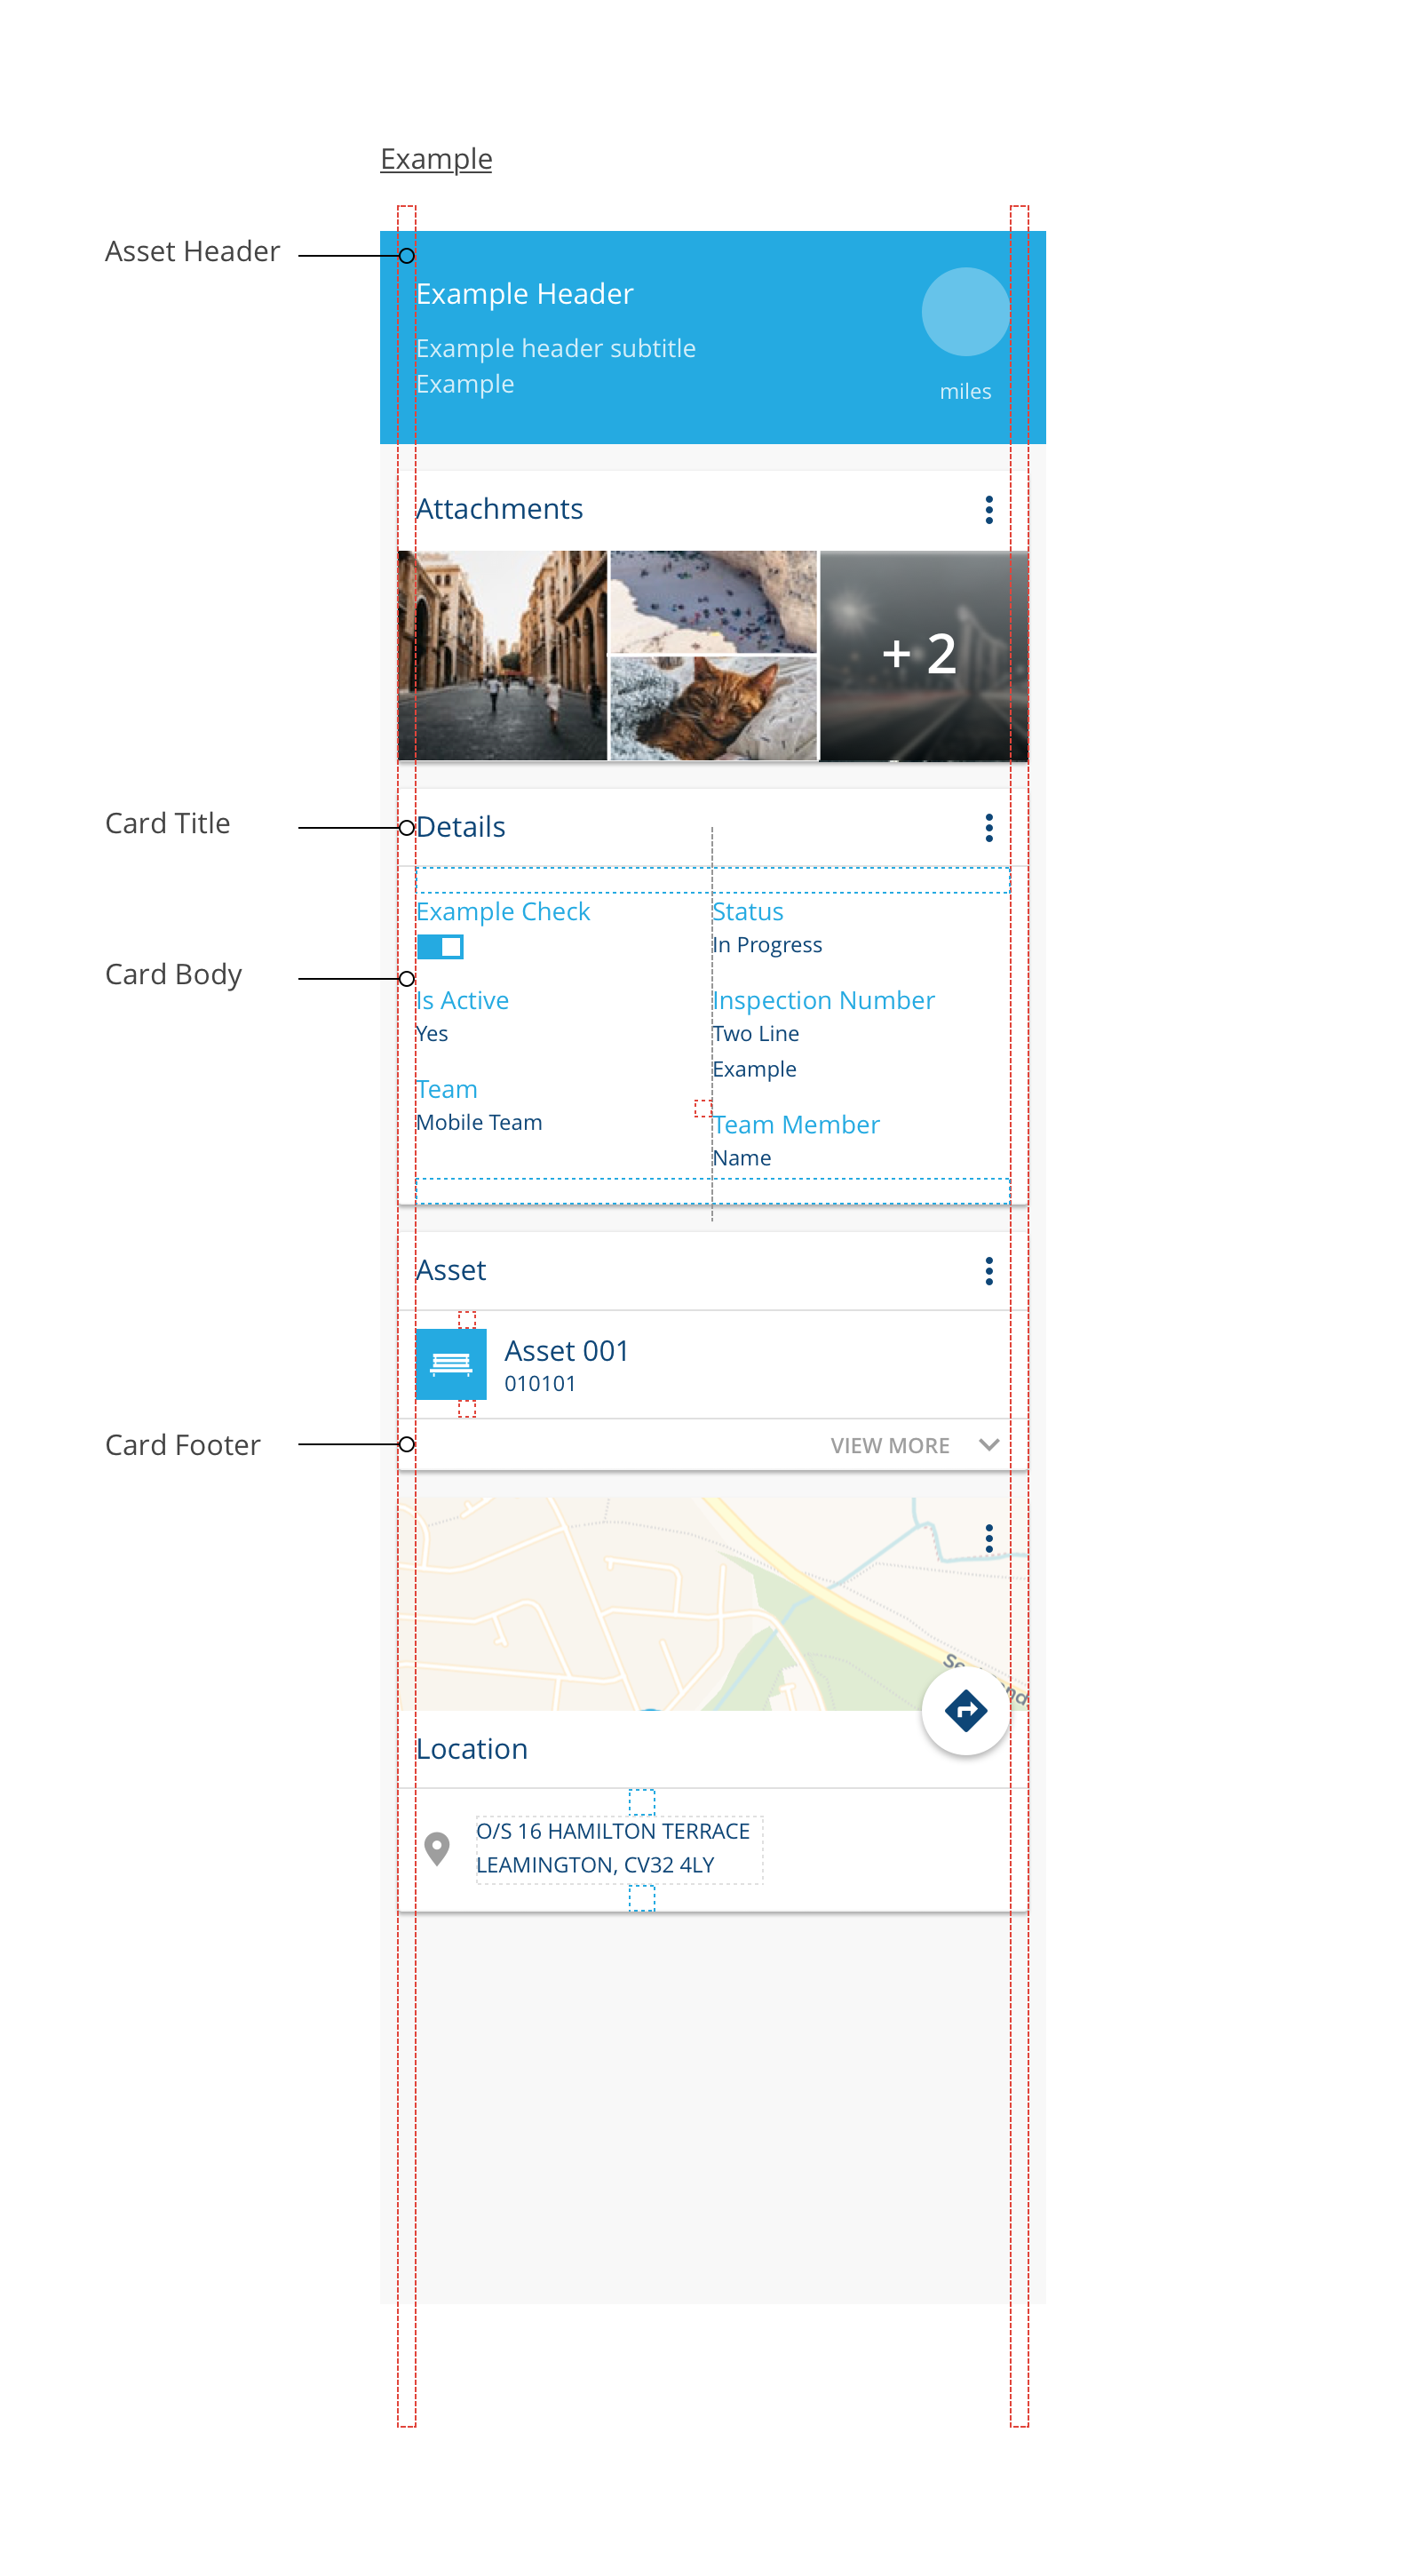 Example
Asset Header
Example Header
Example header subtitle
Example
miles
Attachments
+ 2
Card Title
Details
Example Check
Status
In Progress
Card Body
Is Active
Yes
Inspection Number
Two Line
Example
Team
Mobile Team
Team Member
Name
Asset
Asset 001
010101
Card Footer
VIEW MORE
Location
O/S 16 HAMILTON TERRACE
LEAMINGTON, CV32 4LY